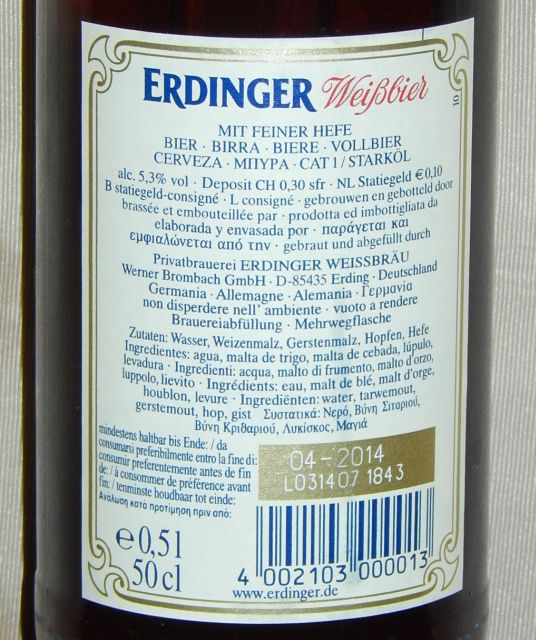 ERDINGER Weißbier
MIT FEINER HEFE
BIER · BIRRA · BIERE · VOLLBIER
CERVEZA · ΜΠΥΡΑ · CAT 1 / STARKÖL
alc. 5,3% vol · Deposit CH 0,30 sfr · NL Statiegeld € 0,10
B statiegeld-consigné · L consigné · gebrouwen en gebotteld door
brassée et embouteillée par · prodotta ed imbottigliata da
elaborada y envasada por · παράγεται και
εμφιαλώνεται από την · gebraut und abgefüllt durch
Privatbrauerei ERDINGER WEISSBRÄU
Werner Brombach GmbH · D-85435 Erding · Deutschland
Germania · Allemagne · Alemania · Γερμανία
non disperdere nell' ambiente · vuoto a rendere
Brauereiabfüllung · Mehrwegflasche
Zutaten: Wasser, Weizenmalz, Gerstenmalz, Hopfen, Hefe
Ingredientes: agua, malta de trigo, malta de cebada, lúpulo,
levadura · Ingredienti: acqua, malto di frumento, malto d'orzo,
luppolo, lievito · Ingrédients: eau, malt de blé, malt d'orge,
houblon, levure · Ingrediënten: water, tarwemout,
gerstemout, hop, gist   Συστατικά: Νερό, Βύνη Σιταριού,
Βύνη Κριθαριού, Λυκίσκος, Μαγιά
mindestens haltbar bis Ende: / da
consumarsi preferibilmente entro la fine di:
consumir preferentemente antes de fin
de: / à consommer de préférence avant
fin: / tenminste houdbaar tot einde:
Ανάλωση κατά προτίμηση πριν από:
04-2014
L031407 1843
℮ 0,5 l
50 cl
4 002103 000013
www.erdinger.de
10